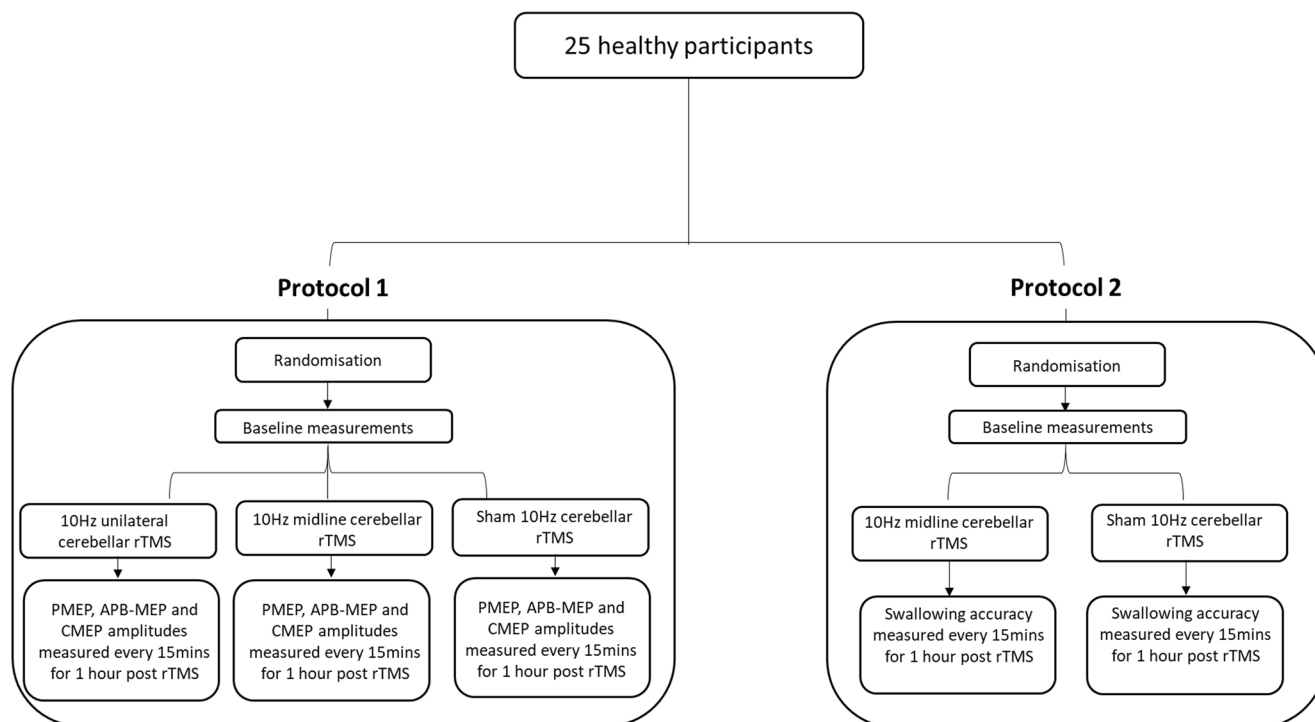 25 healthy participants
Protocol 1
Randomisation
Baseline measurements
10Hz unilateral
cerebellar rTMS
10Hz midline cerebellar
rTMS
Sham 10Hz cerebellar
rTMS
PMEP, APB-MEP and
CMEP amplitudes
measured every 15mins
for 1 hour post rTMS
PMEP, APB-MEP and
CMEP amplitudes
measured every 15mins
for 1 hour post rTMS
PMEP, APB-MEP and
CMEP amplitudes
measured every 15mins
for 1 hour post rTMS
Protocol 2
Randomisation
Baseline measurements
10Hz midline cerebellar
rTMS
Sham 10Hz cerebellar
rTMS
Swallowing accuracy
measured every 15mins
for 1 hour post rTMS
Swallowing accuracy
measured every 15mins
for 1 hour post rTMS